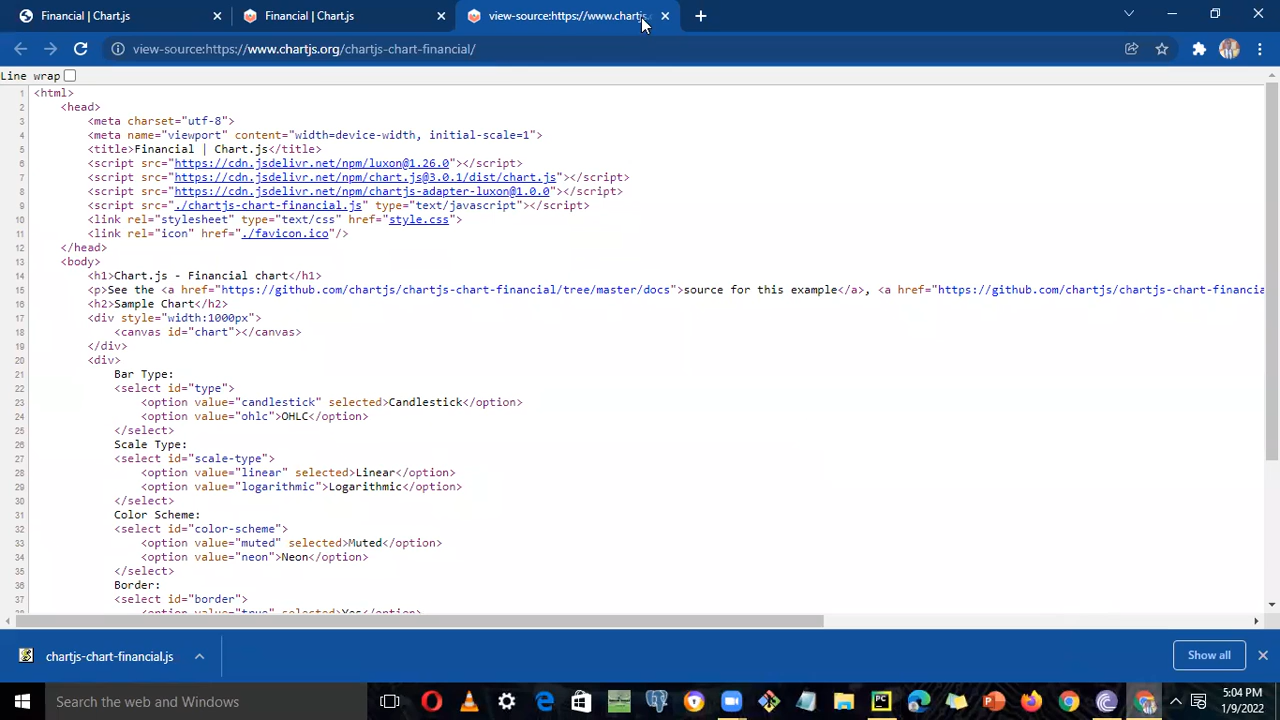 Financial | Chart.js
Financial | Chart.js
view-source:https://www.chartjs.
view-source:https://www.chartjs.org/chartjs-chart-financial/
Line wrap
1 <html>
2 <head>
3 <meta charset="utf-8">
4 <meta name="viewport" content="width=device-width, initial-scale=1">
5 <title>Financial | Chart.js</title>
6 <script src="https://cdn.jsdelivr.net/npm/luxon@1.26.0"></script>
7 <script src="https://cdn.jsdelivr.net/npm/chart.js@3.0.1/dist/chart.js"></script>
8 <script src="https://cdn.jsdelivr.net/npm/chartjs-adapter-luxon@1.0.0"></script>
9 <script src="./chartjs-chart-financial.js" type="text/javascript"></script>
10 <link rel="stylesheet" type="text/css" href="style.css">
11 <link rel="icon" href="./favicon.ico"/>
12 </head>
13 <body>
14 <h1>Chart.js - Financial chart</h1>
15 <p>See the <a href="https://github.com/chartjs/chartjs-chart-financial/tree/master/docs">source for this example</a>, <a href="https://github.com/chartjs/chartjs-chart-financia
16 <h2>Sample Chart</h2>
17 <div style="width:1000px">
18 <canvas id="chart"></canvas>
19 </div>
20 <div>
21 Bar Type:
22 <select id="type">
23 <option value="candlestick" selected>Candlestick</option>
24 <option value="ohlc">OHLC</option>
25 </select>
26 Scale Type:
27 <select id="scale-type">
28 <option value="linear" selected>Linear</option>
29 <option value="logarithmic">Logarithmic</option>
30 </select>
31 Color Scheme:
32 <select id="color-scheme">
33 <option value="muted" selected>Muted</option>
34 <option value="neon">Neon</option>
35 </select>
36 Border:
37 <select id="border">
38 <option value="true" selected>Yes</option>
chartjs-chart-financial.js
Show all
Search the web and Windows
PC
5:04 PM
1/9/2022